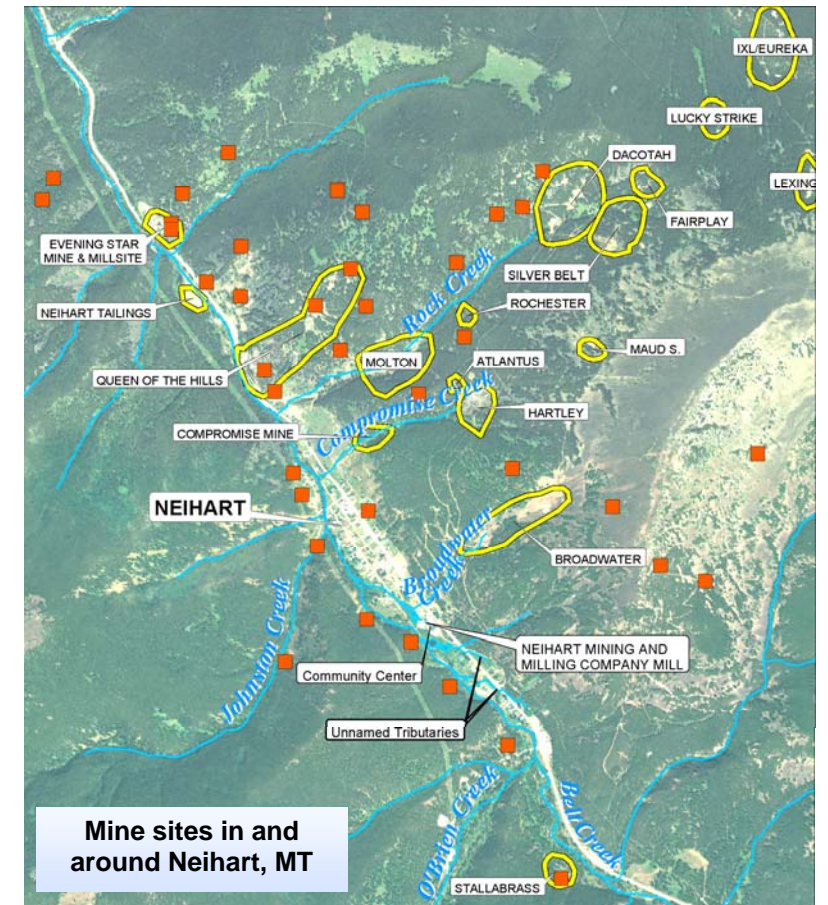 IXL/EUREKA
LUCKY STRIKE
DACOTAH
LEXING
FAIRPLAY
EVENING STAR
MINE & MILLSITE
SILVER BELT
Rock Creek
NEIHART TAILINGS
ROCHESTER
MAUD S.
MOLTON
ATLANTUS
QUEEN OF THE HILLS
Compromise Creek
HARTLEY
COMPROMISE MINE
NEIHART
Broadwater
Creek
BROADWATER
Johnston Creek
NEIHART MINING AND
MILLING COMPANY MILL
Community Center
Unnamed Tributaries
O'Brien Creek
Belt Creek
Mine sites in and
around Neihart, MT
STALLABRASS